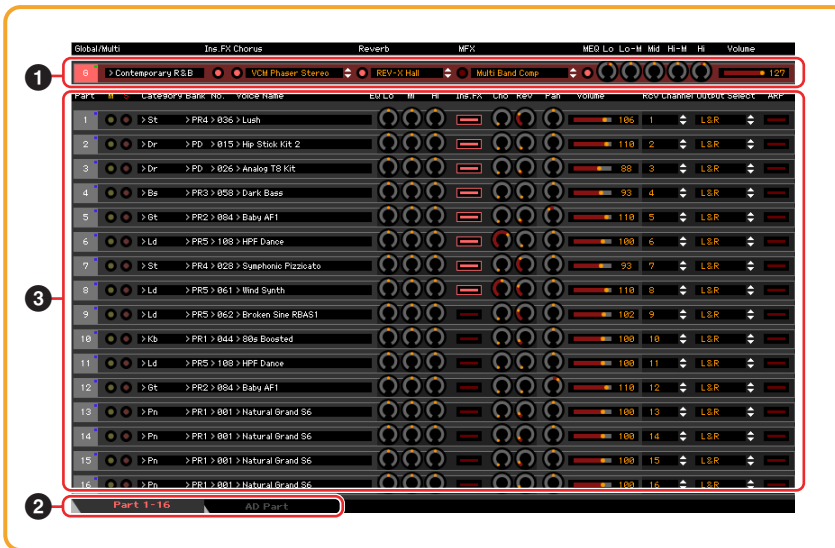 Global/Multi Ins.FX Chorus Reverb MFX MEQ Lo Lo-M Mid Hi-M Hi Volume
1 G > Contemporary R&B VCM Phaser Stereo REV-X Hall Multi Band Comp 127
Part M S Category Bank No. Voice Name EQ Lo M Hi Ins.FX Cho Rev Pan Volume Rcv Channel Output Select ARP
1 > St > PR4 > 036 > Lush 106 1 L&R
2 > Dr > PD > 015 > Hip Stick Kit 2 110 2 L&R
3 > Dr > PD > 026 > Analog T8 Kit 88 3 L&R
4 > Bs > PR3 > 058 > Dark Bass 93 4 L&R
5 > Gt > PR2 > 084 > Baby AF1 110 5 L&R
6 > Ld > PR5 > 108 > HPF Dance 100 6 L&R
7 > St > PR4 > 028 > Symphonic Pizzicato 93 7 L&R
8 > Ld > PR5 > 061 > Wind Synth 110 8 L&R
3
9 > Ld > PR5 > 062 > Broken Sine RBAS1 102 9 L&R
10 > Kb > PR1 > 044 > 80s Boosted 100 10 L&R
11 > Ld > PR5 > 108 > HPF Dance 100 11 L&R
12 > Gt > PR2 > 084 > Baby AF1 110 12 L&R
13 > Pn > PR1 > 001 > Natural Grand S6 100 13 L&R
14 > Pn > PR1 > 001 > Natural Grand S6 100 14 L&R
15 > Pn > PR1 > 001 > Natural Grand S6 100 15 L&R
16 > Pn > PR1 > 001 > Natural Grand S6 100 16 L&R
2 Part 1-16 AD Part